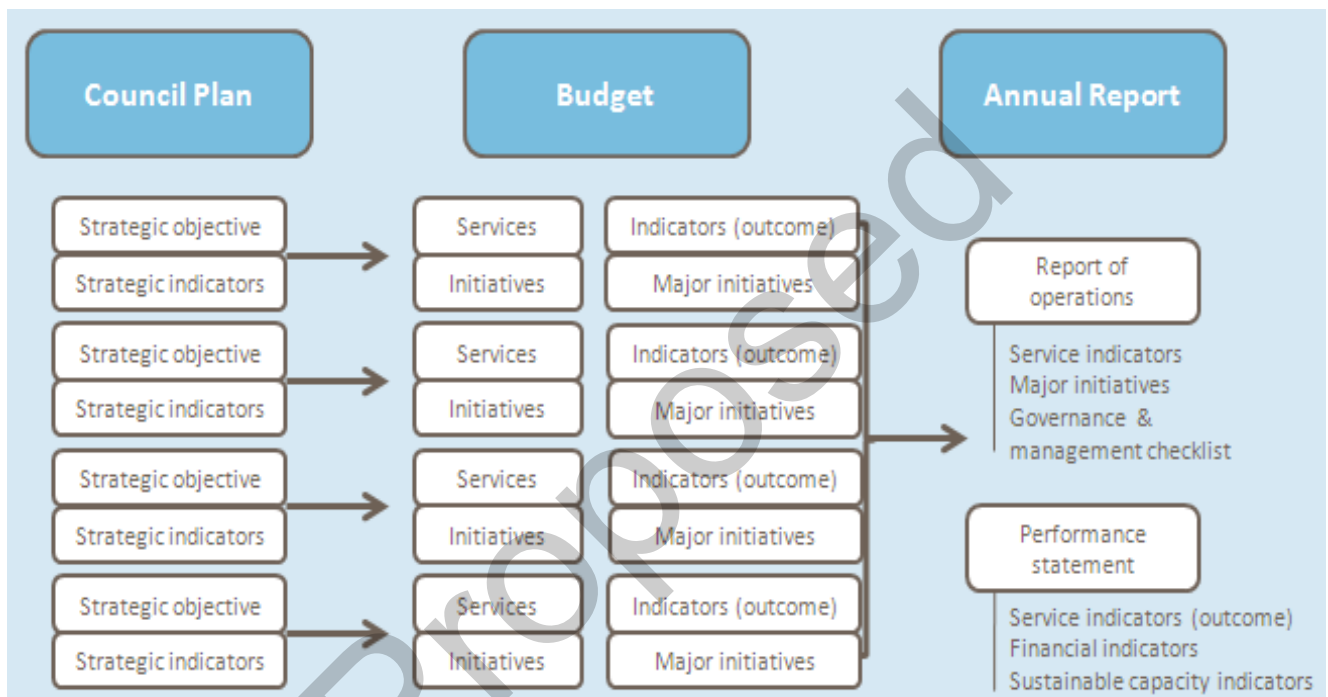 Council Plan
Budget
Annual Report
Strategic objective
Strategic indicators
Services
Initiatives
Indicators (outcome)
Major initiatives
Strategic objective
Strategic indicators
Services
Initiatives
Indicators (outcome)
Major initiatives
Strategic objective
Strategic indicators
Services
Initiatives
Indicators (outcome)
Major initiatives
Strategic objective
Strategic indicators
Services
Initiatives
Indicators (outcome)
Major initiatives
Report of
operations
Service indicators
Major initiatives
Governance &
management checklist
Performance
statement
Service indicators (outcome)
Financial indicators
Sustainable capacity indicators
Proposed